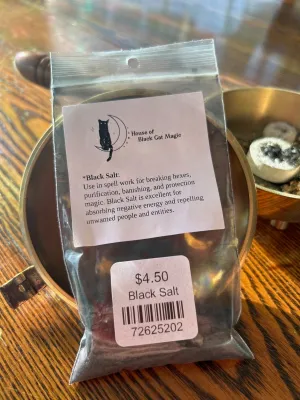 House of
Black Cat Magic
*Black Salt:
Use in spell work for breaking hexes,
purification, banishing, and protection
magic. Black Salt is excellent for
absorbing negative energy and repelling
unwanted people and entities.
$4.50
Black Salt
72625202